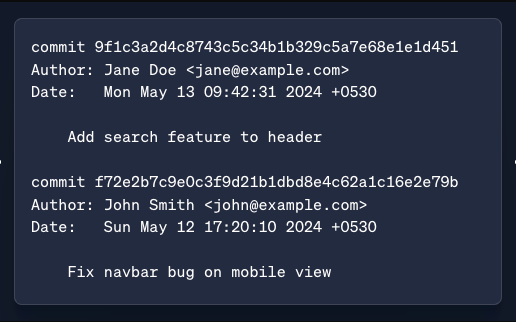 commit 9f1c3a2d4c8743c5c34b1b329c5a7e68e1e1d451
Author: Jane Doe <jane@example.com>
Date:   Mon May 13 09:42:31 2024 +0530
Add search feature to header
commit f72e2b7c9e0c3f9d21b1dbd8e4c62a1c16e2e79b
Author: John Smith <john@example.com>
Date:   Sun May 12 17:20:10 2024 +0530
Fix navbar bug on mobile view